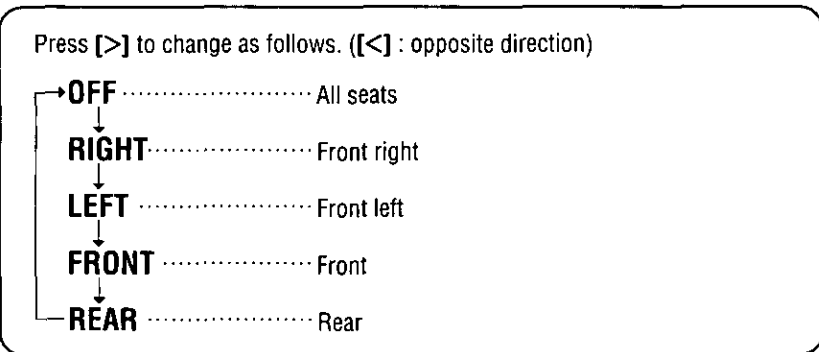 Press [>] to change as follows. ([<] : opposite direction)
OFF ························ All seats
RIGHT ····················· Front right
LEFT ······················ Front left
FRONT ··················· Front
REAR ····················· Rear